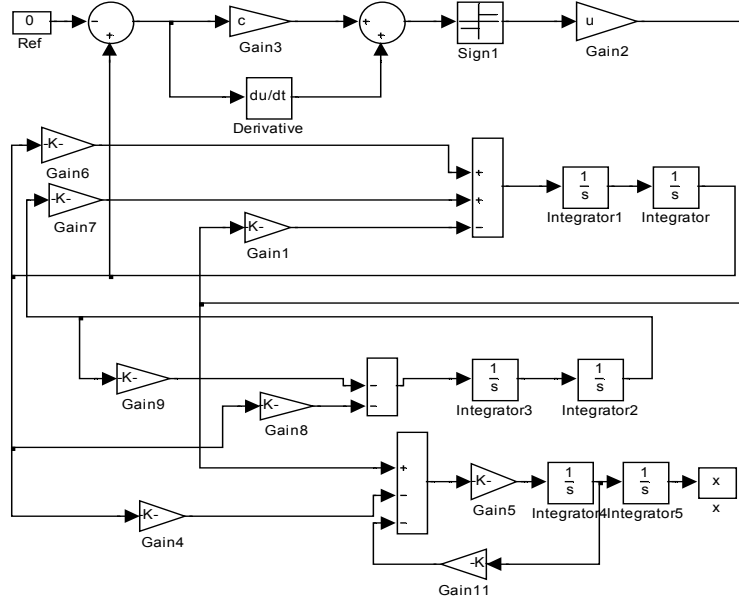 0
Ref
−
+
c
Gain3
+
+
Sign1
u
Gain2
du/dt
Derivative
-K-
Gain6
-K-
Gain7
K-
Gain1
+
+
−
1
s
Integrator1
1
s
Integrator
K-
Gain9
K-
Gain8
−
−
1
s
Integrator3
1
s
Integrator2
+
−
−
K-
Gain5
1
s
Integrator4
1
s
Integrator5
x
x
K-
Gain4
-K
Gain11